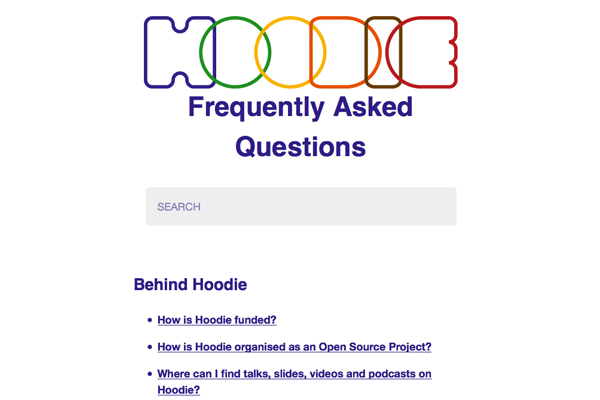 HOODIE
Frequently Asked
Questions
SEARCH
Behind Hoodie
How is Hoodie funded?
How is Hoodie organised as an Open Source Project?
Where can I find talks, slides, videos and podcasts on
Hoodie?